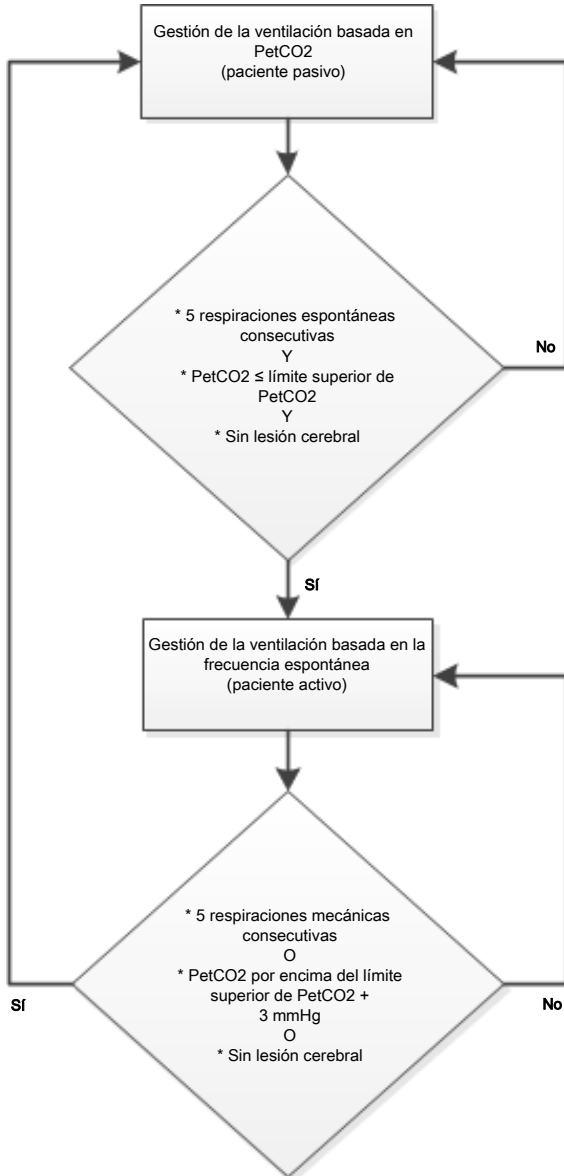 Gestión de la ventilación basada en
PetCO2
(paciente pasivo)
* 5 respiraciones espontáneas
consecutivas
Y
* PetCO2 ≤ límite superior de
PetCO2
Y
* Sin lesión cerebral
No
Sí
Gestión de la ventilación basada en la
frecuencia espontánea
(paciente activo)
* 5 respiraciones mecánicas
consecutivas
O
* PetCO2 por encima del límite
superior de PetCO2 +
3 mmHg
O
* Sin lesión cerebral
Sí
No